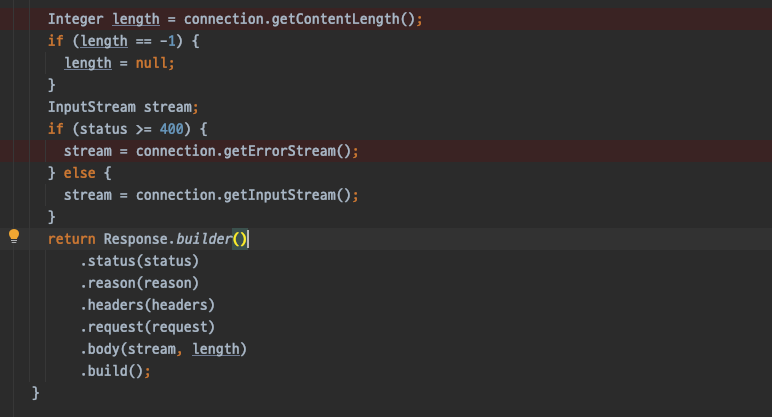 Integer length = connection.getContentLength();
if (length == -1) {
length = null;
}
InputStream stream;
if (status >= 400) {
stream = connection.getErrorStream();
} else {
stream = connection.getInputStream();
}
return Response.builder()
.status(status)
.reason(reason)
.headers(headers)
.request(request)
.body(stream, length)
.build();
}